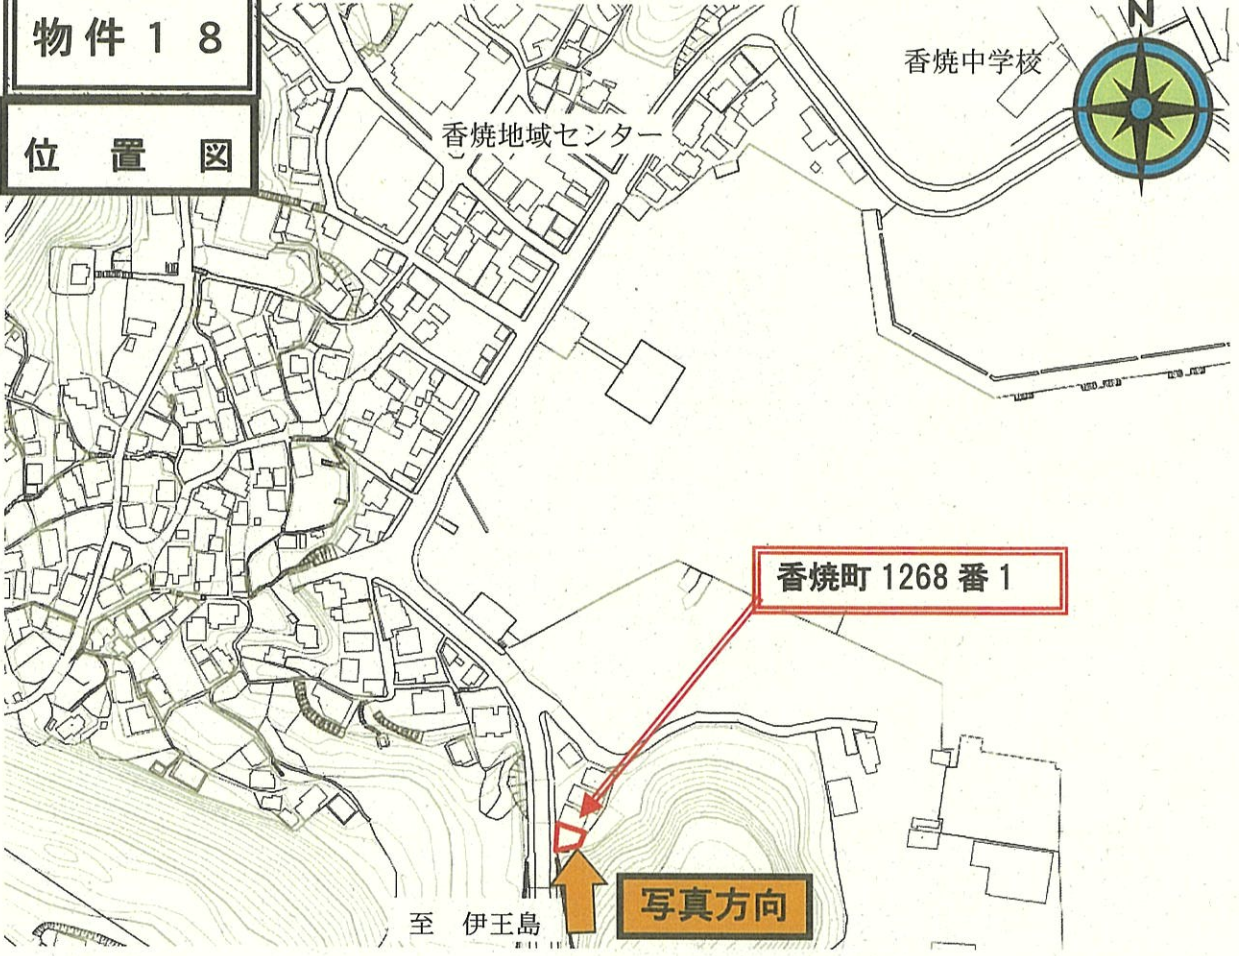 物件１８
位置図
N
香焼中学校
香焼地域センター
香焼町 1268 番 1
写真方向
至 伊王島